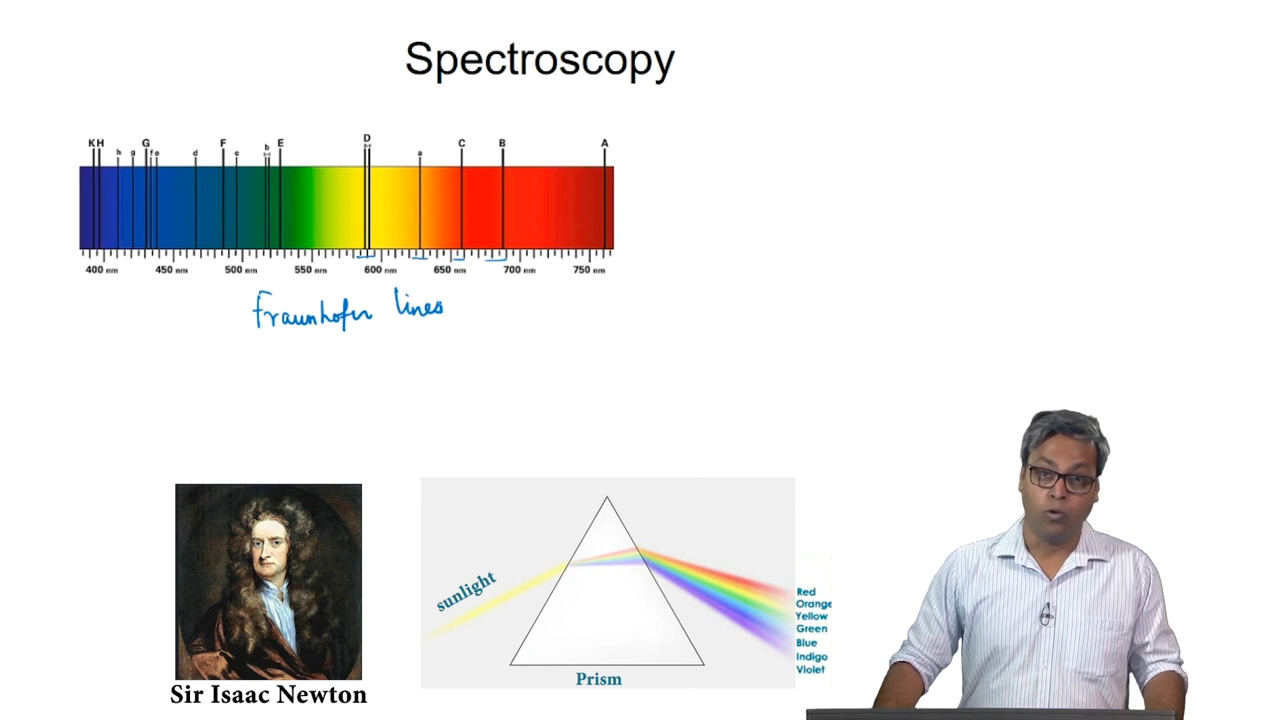 Spectroscopy
K H h g G f e d F c b E D a C B A
400 nm 450 nm 500 nm 550 nm 600 nm 650 nm 700 nm 750 nm
Fraunhofer lines
sunlight
Prism
Red
Orange
Yellow
Green
Blue
Indigo
Violet
Sir Isaac Newton